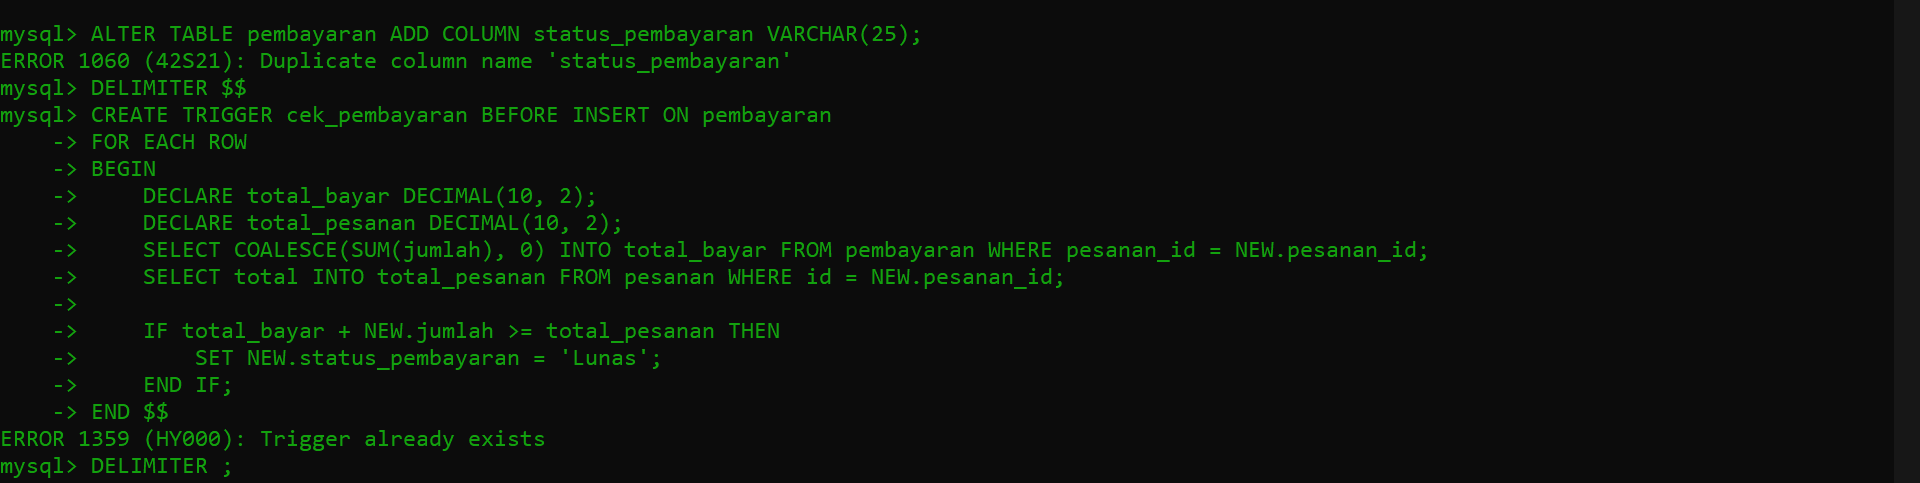 mysql> ALTER TABLE pembayaran ADD COLUMN status_pembayaran VARCHAR(25);
ERROR 1060 (42S21): Duplicate column name 'status_pembayaran'
mysql> DELIMITER $$
mysql> CREATE TRIGGER cek_pembayaran BEFORE INSERT ON pembayaran
    -> FOR EACH ROW
    -> BEGIN
    ->     DECLARE total_bayar DECIMAL(10, 2);
    ->     DECLARE total_pesanan DECIMAL(10, 2);
    ->     SELECT COALESCE(SUM(jumlah), 0) INTO total_bayar FROM pembayaran WHERE pesanan_id = NEW.pesanan_id;
    ->     SELECT total INTO total_pesanan FROM pesanan WHERE id = NEW.pesanan_id;
    ->
    ->     IF total_bayar + NEW.jumlah >= total_pesanan THEN
    ->         SET NEW.status_pembayaran = 'Lunas';
    ->     END IF;
    -> END $$
ERROR 1359 (HY000): Trigger already exists
mysql> DELIMITER ;